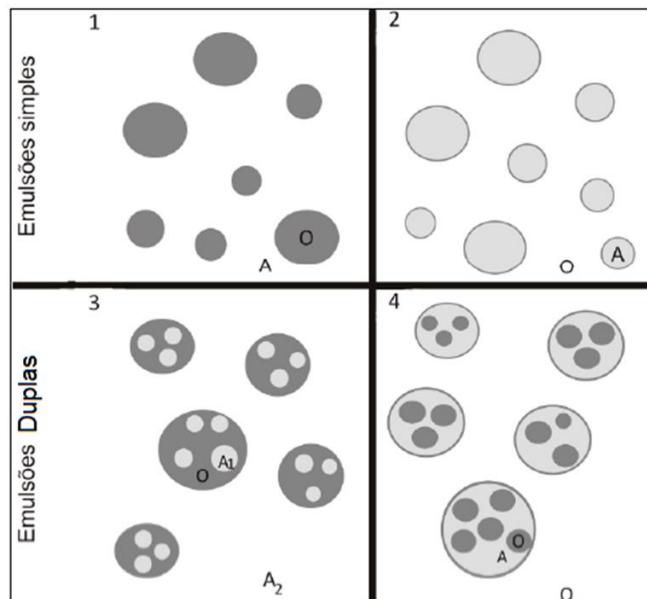 Emulsões simples
1
O
A
2
A
O
Emulsões Duplas
3
A1
O
A2
4
O
A
O